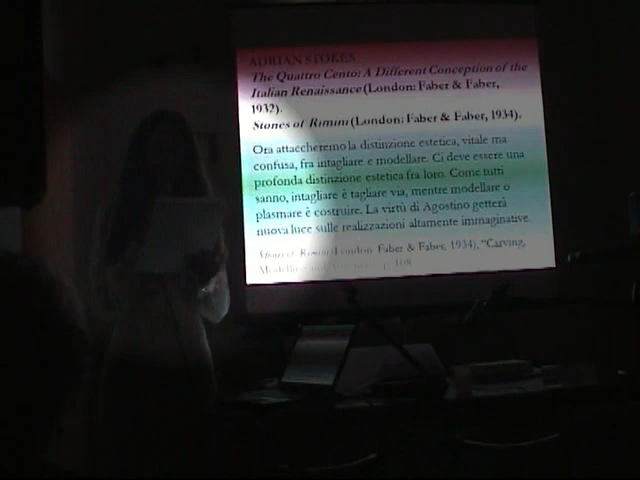 ADRIAN STOKES
The Quattro Cento: A Different Conception of the
Italian Renaissance (London: Faber & Faber,
1932).
Stones of Rimini (London: Faber & Faber, 1934).
Ora attaccheremo la distinzione estetica, vitale ma
confusa, fra intagliare e modellare. Ci deve essere una
profonda distinzione estetica fra loro. Come tutti
sanno, intagliare è tagliare via, mentre modellare o
plasmare è costruire. La virtù di Agostino getterà
nuova luce sulle realizzazioni altamente immaginative.
Stones of Rimini (London: Faber & Faber, 1934), "Carving,